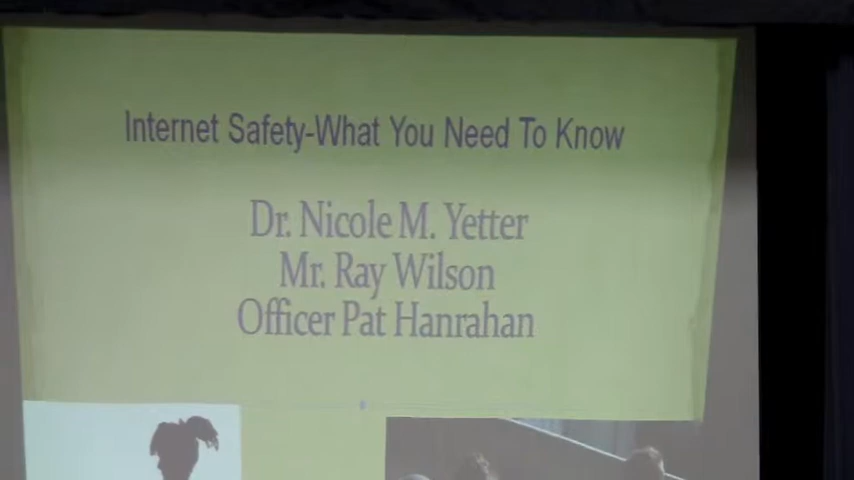 Internet Safety-What You Need To Know
Dr. Nicole M. Yetter
Mr. Ray Wilson
Officer Pat Hanrahan